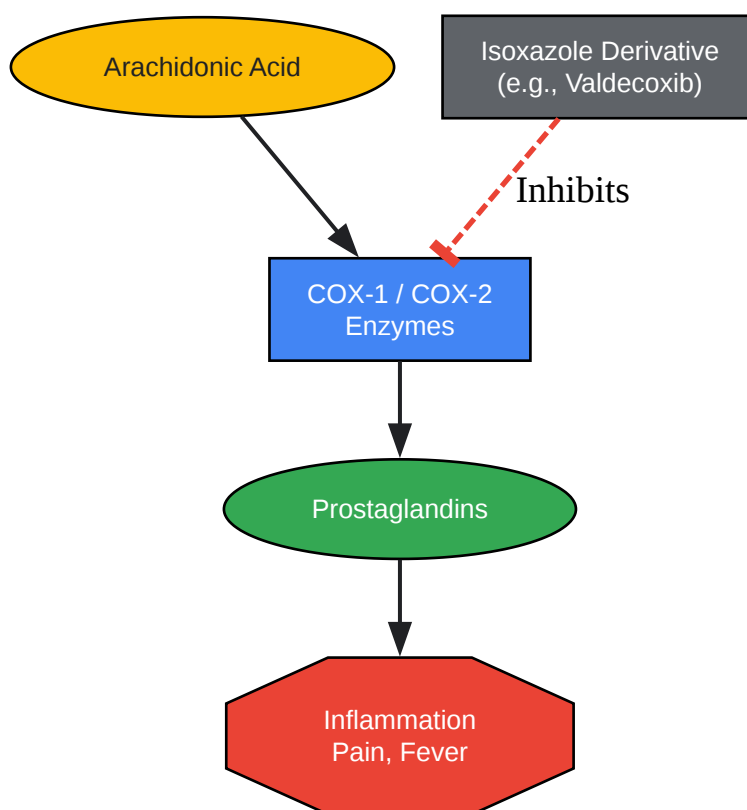 Arachidonic Acid
Isoxazole Derivative
(e.g., Valdecoxib)
Inhibits
COX-1 / COX-2
Enzymes
Prostaglandins
Inflammation
Pain, Fever